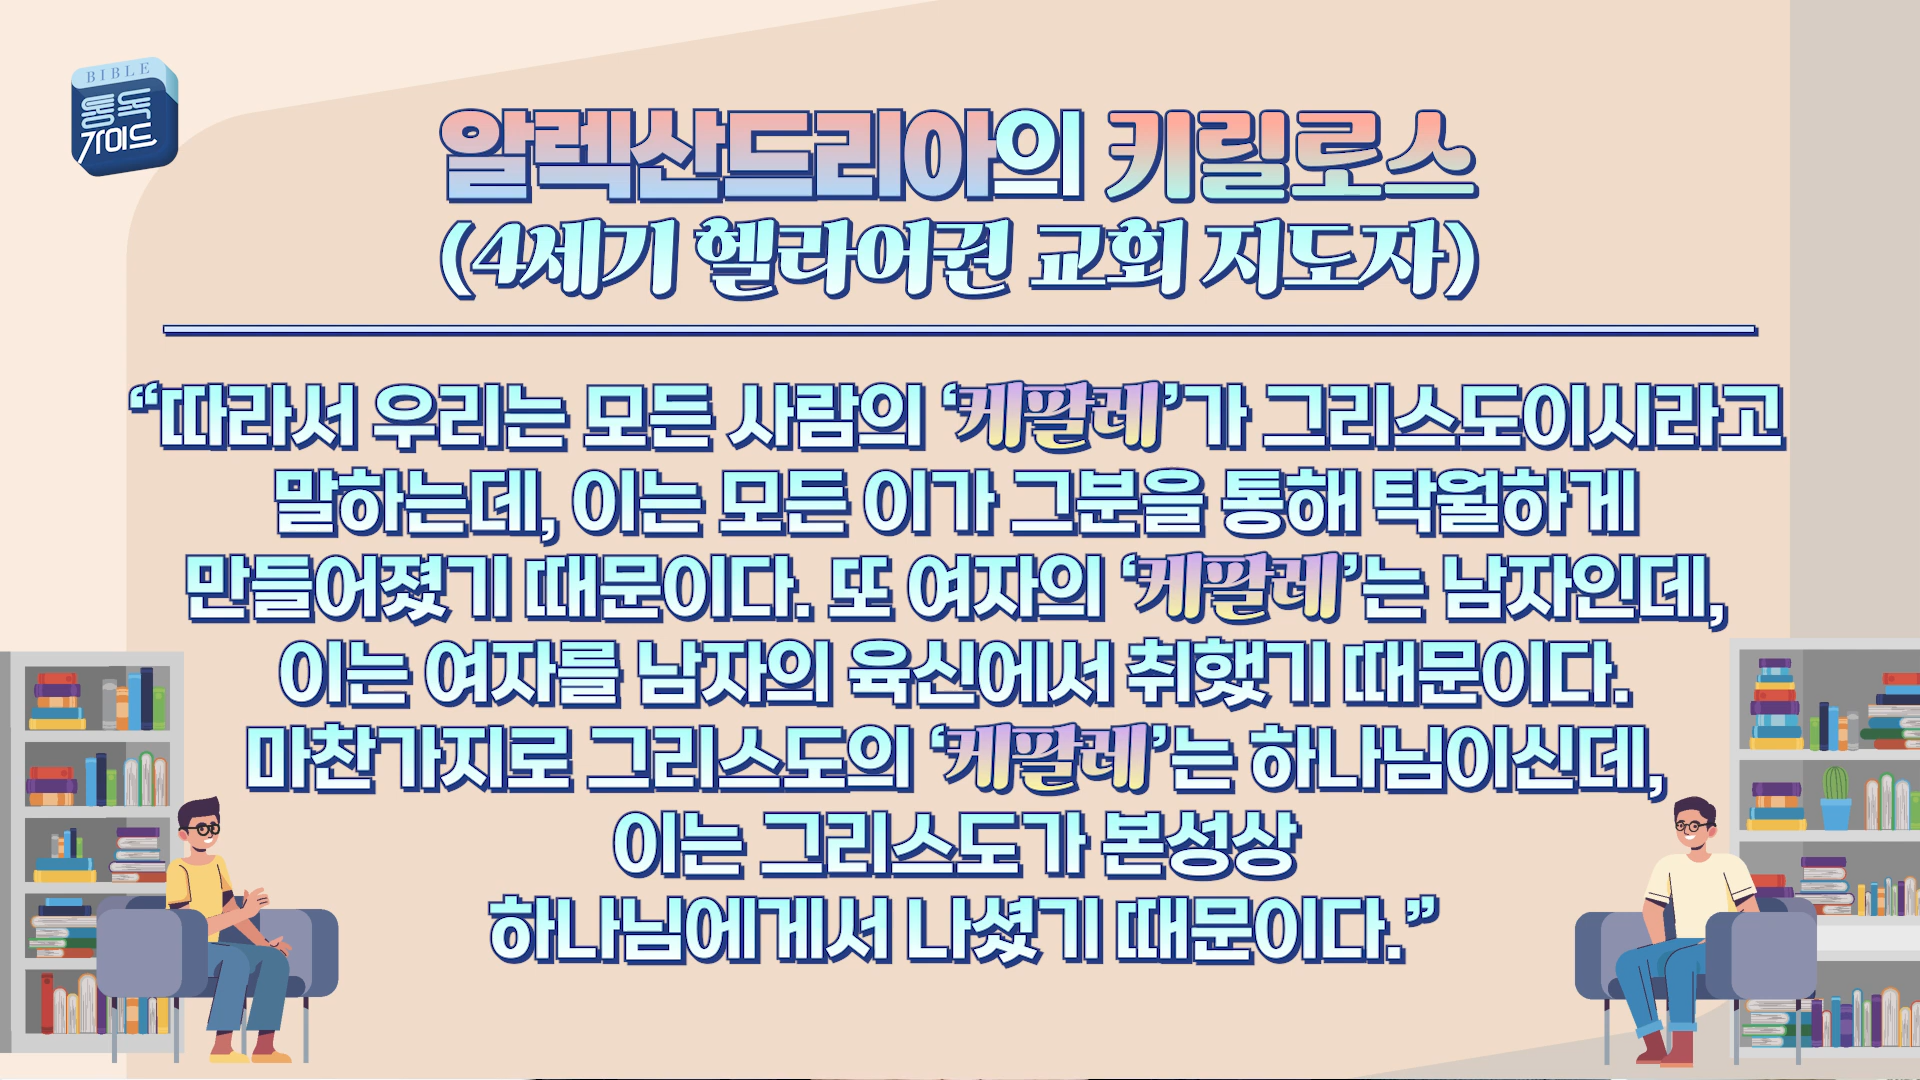 BIBLE
통독
가이드
알렉산드리아의 키릴로스
(4세기 헬라어권 교회 지도자)
“따라서 우리는 모든 사람의 ‘케팔레’가 그리스도이시라고
말하는데, 이는 모든 이가 그분을 통해 탁월하게
만들어졌기 때문이다. 또 여자의 ‘케팔레’는 남자인데,
이는 여자를 남자의 육신에서 취했기 때문이다.
마찬가지로 그리스도의 ‘케팔레’는 하나님이신데,
이는 그리스도가 본성상
하나님에게서 나셨기 때문이다.”